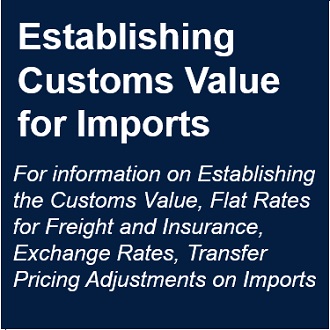 Establishing
Customs Value
for Imports
For information on Establishing
the Customs Value, Flat Rates
for Freight and Insurance,
Exchange Rates, Transfer
Pricing Adjustments on Imports